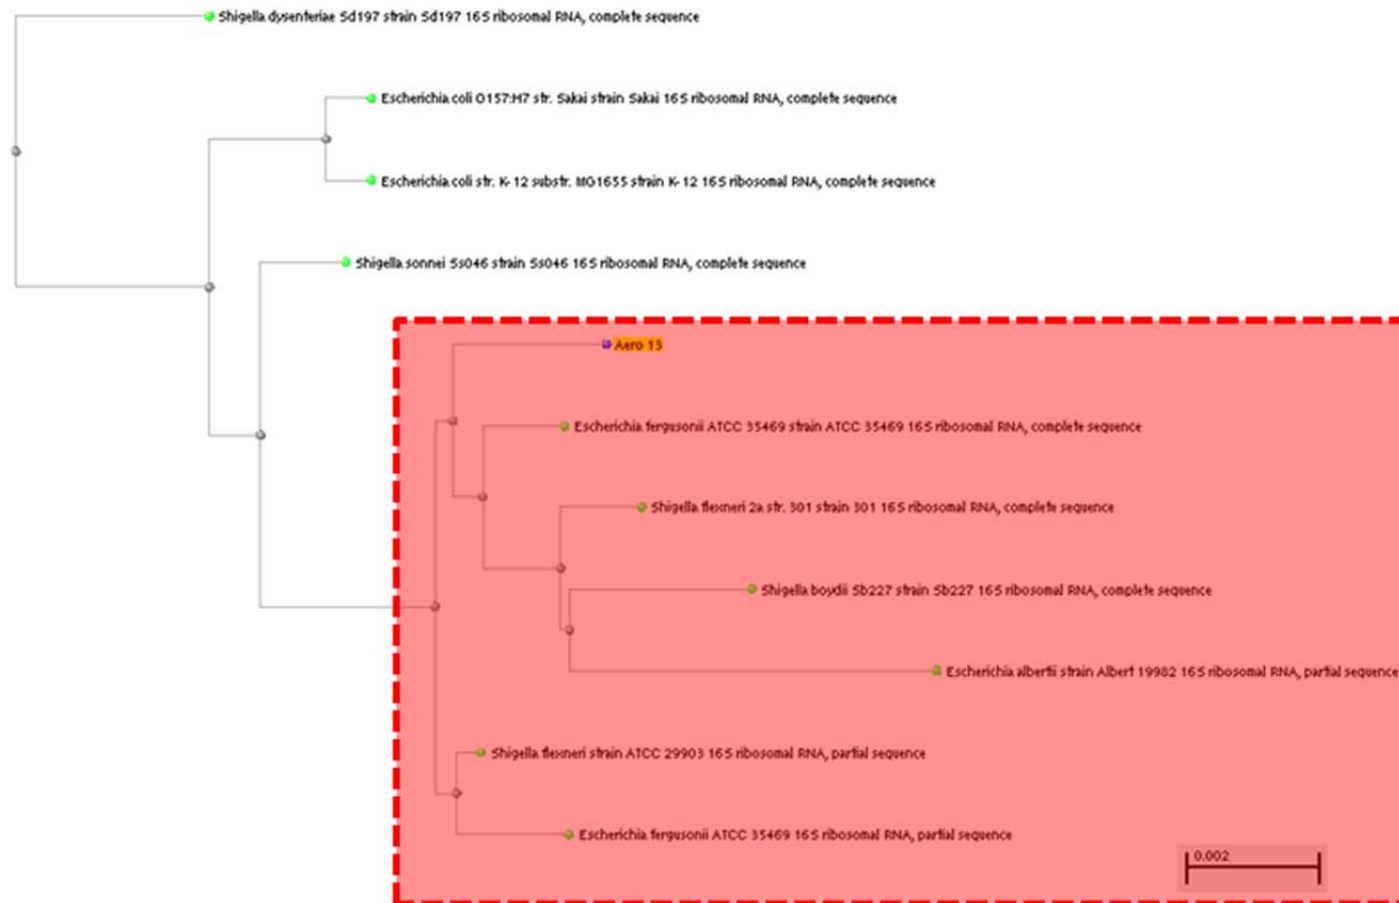 Shigella dysenteriae Sd197 strain Sd197 16S ribosomal RNA, complete sequence
Escherichia coli O157:H7 str. Sakai strain Sakai 16S ribosomal RNA, complete sequence
Escherichia coli str. K-12 substr. MG1655 strain K-12 16S ribosomal RNA, complete sequence
Shigella sonnei Ss046 strain Ss046 16S ribosomal RNA, complete sequence
Aero 13
Escherichia fergusonii ATCC 35469 strain ATCC 35469 16S ribosomal RNA, complete sequence
Shigella flexneri 2a str. 301 strain 301 16S ribosomal RNA, complete sequence
Shigella boydii Sb227 strain Sb227 16S ribosomal RNA, complete sequence
Escherichia albertii strain Albert 19982 16S ribosomal RNA, partial sequence
Shigella flexneri strain ATCC 29903 16S ribosomal RNA, partial sequence
Escherichia fergusonii ATCC 35469 16S ribosomal RNA, partial sequence
0.002